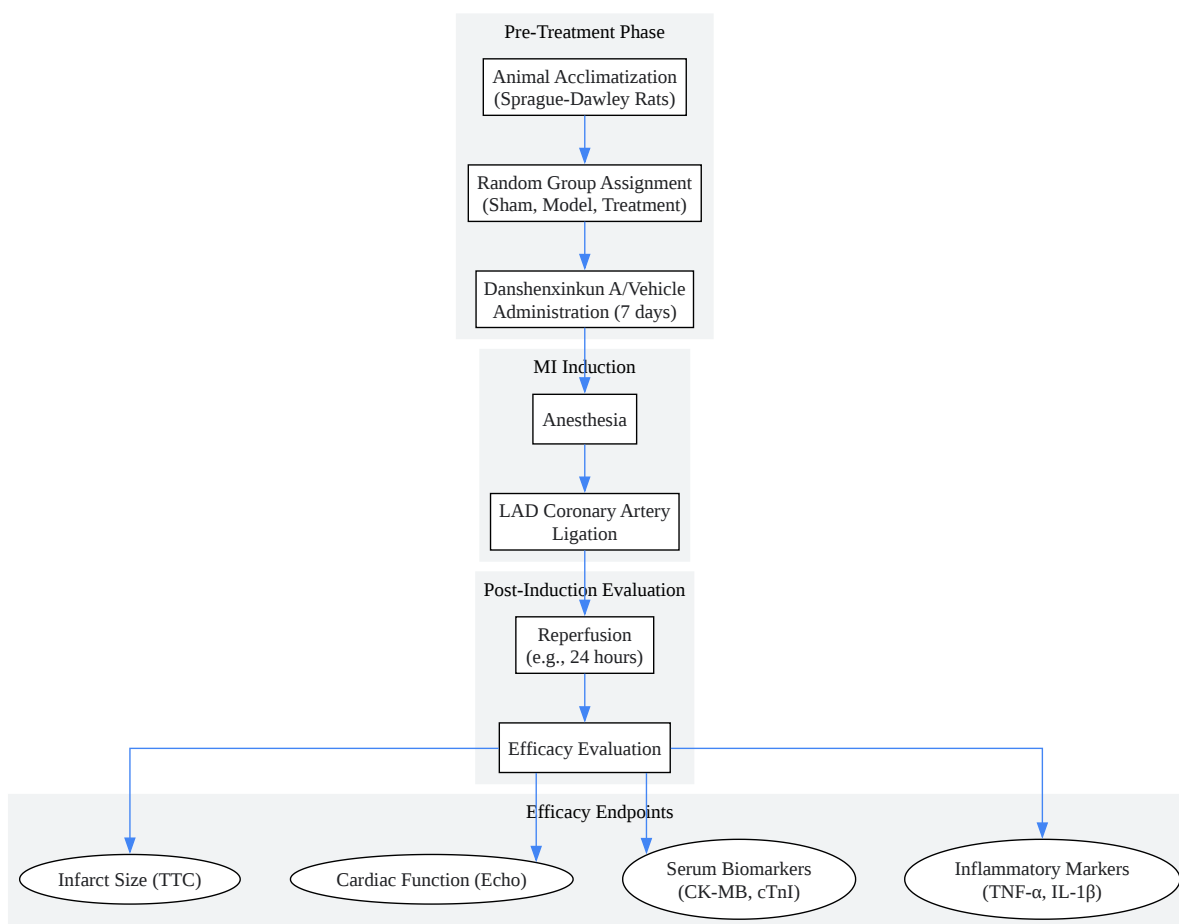 Pre-Treatment Phase
Animal Acclimatization
(Sprague-Dawley Rats)
Random Group Assignment
(Sham, Model, Treatment)
Danshenxinkun A/Vehicle
Administration (7 days)
MI Induction
Anesthesia
LAD Coronary Artery
Ligation
Post-Induction Evaluation
Reperfusion
(e.g., 24 hours)
Efficacy Evaluation
Efficacy Endpoints
Infarct Size (TTC)
Cardiac Function (Echo)
Serum Biomarkers
(CK-MB, cTnI)
Inflammatory Markers
(TNF-α, IL-1β)